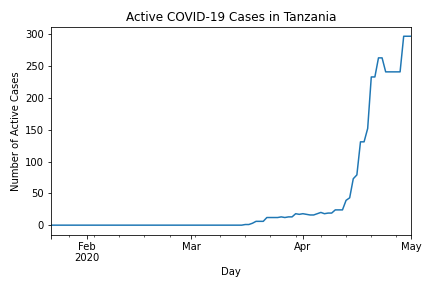 Active COVID-19 Cases in Tanzania
300
250
200
150
100
50
0
Number of Active Cases
Feb
2020
Mar
Apr
May
Day